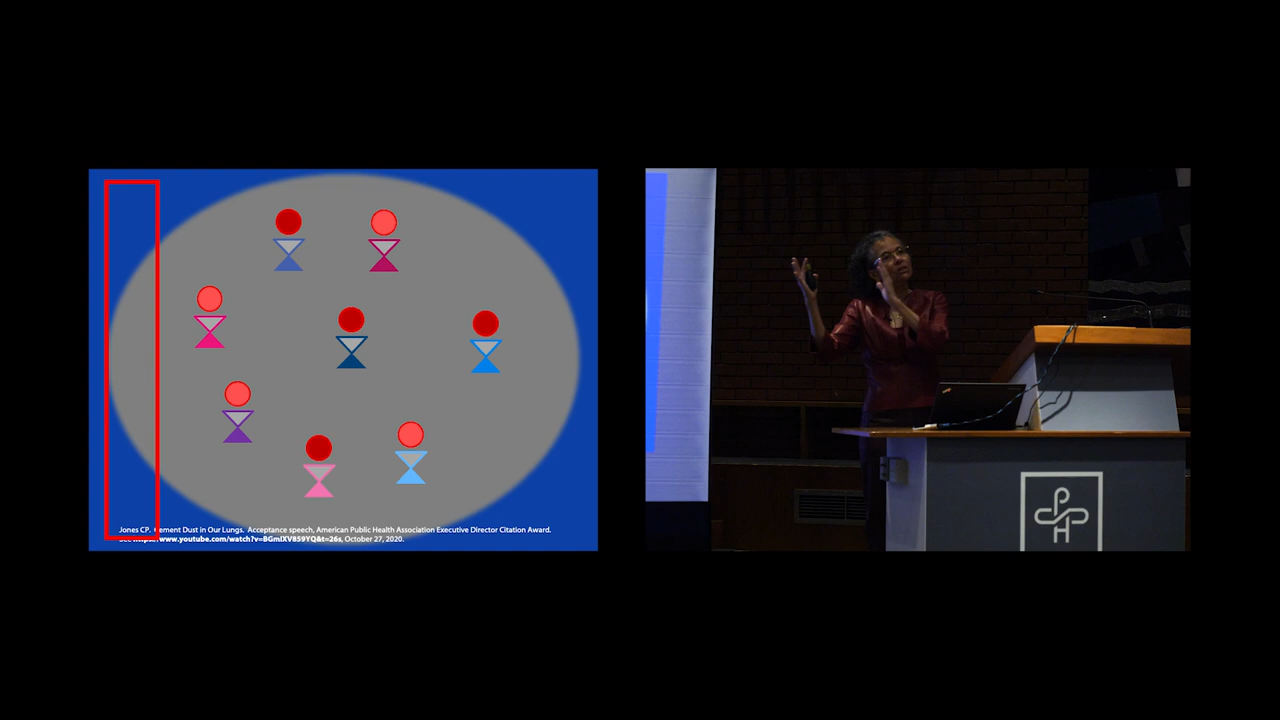 Jones CP. Cement Dust in Our Lungs. Acceptance speech, American Public Health Association Executive Director Citation Award.
See https://www.youtube.com/watch?v=BGmiXV859YQ&t=26s, October 27, 2020.
P
H